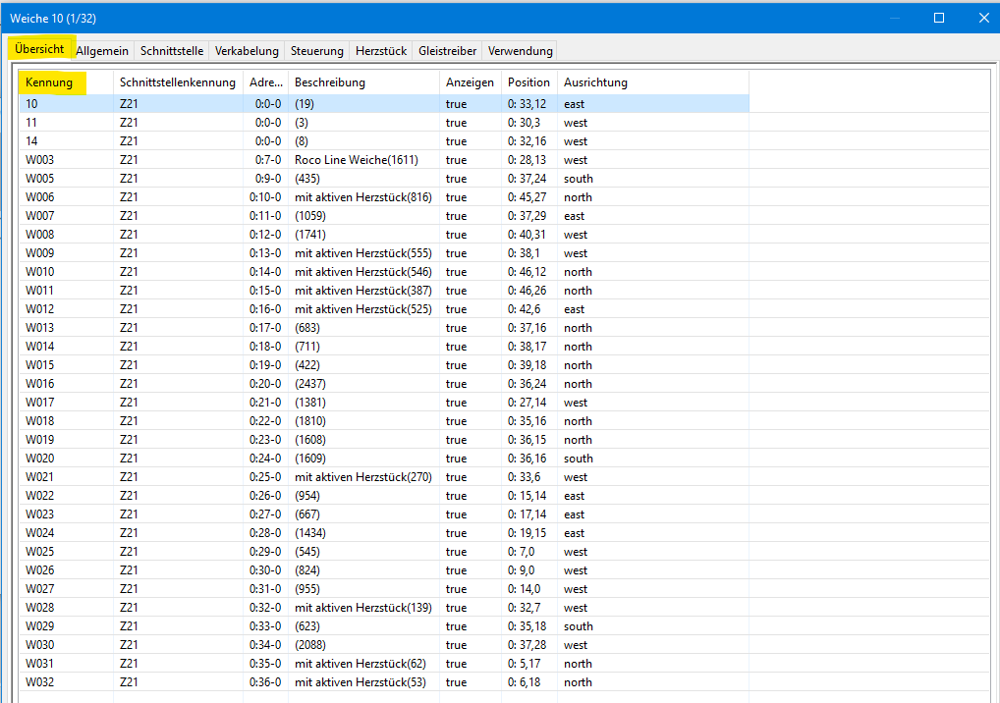 Weiche 10 (1/32)
Übersicht Allgemein Schnittstelle Verkabelung Steuerung Herzstück Gleistreiber Verwendung
Kennung Schnittstellenkennung Adre... Beschreibung Anzeigen Position Ausrichtung
10 Z21 0:0-0 (19) true 0: 33,12 east
11 Z21 0:0-0 (3) true 0: 30,3 west
14 Z21 0:0-0 (8) true 0: 32,16 west
W003 Z21 0:7-0 Roco Line Weiche(1611) true 0: 28,13 west
W005 Z21 0:9-0 (435) true 0: 37,24 south
W006 Z21 0:10-0 mit aktiven Herzstück(816) true 0: 45,27 north
W007 Z21 0:11-0 (1059) true 0: 37,29 east
W008 Z21 0:12-0 (1741) true 0: 40,31 west
W009 Z21 0:13-0 mit aktiven Herzstück(555) true 0: 38,1 west
W010 Z21 0:14-0 mit aktiven Herzstück(546) true 0: 46,12 north
W011 Z21 0:15-0 mit aktiven Herzstück(387) true 0: 46,26 north
W012 Z21 0:16-0 mit aktiven Herzstück(525) true 0: 42,6 east
W013 Z21 0:17-0 (683) true 0: 37,16 north
W014 Z21 0:18-0 (711) true 0: 38,17 north
W015 Z21 0:19-0 (422) true 0: 39,18 north
W016 Z21 0:20-0 (2437) true 0: 36,24 north
W017 Z21 0:21-0 (1381) true 0: 27,14 west
W018 Z21 0:22-0 (1810) true 0: 35,16 north
W019 Z21 0:23-0 (1608) true 0: 36,15 north
W020 Z21 0:24-0 (1609) true 0: 36,16 south
W021 Z21 0:25-0 mit aktiven Herzstück(270) true 0: 33,6 west
W022 Z21 0:26-0 (954) true 0: 15,14 east
W023 Z21 0:27-0 (667) true 0: 17,14 east
W024 Z21 0:28-0 (1434) true 0: 19,15 east
W025 Z21 0:29-0 (545) true 0: 7,0 west
W026 Z21 0:30-0 (824) true 0: 9,0 west
W027 Z21 0:31-0 (955) true 0: 14,0 west
W028 Z21 0:32-0 mit aktiven Herzstück(139) true 0: 32,7 west
W029 Z21 0:33-0 (623) true 0: 35,18 south
W030 Z21 0:34-0 (2088) true 0: 37,28 west
W031 Z21 0:35-0 mit aktiven Herzstück(62) true 0: 5,17 north
W032 Z21 0:36-0 mit aktiven Herzstück(53) true 0: 6,18 north